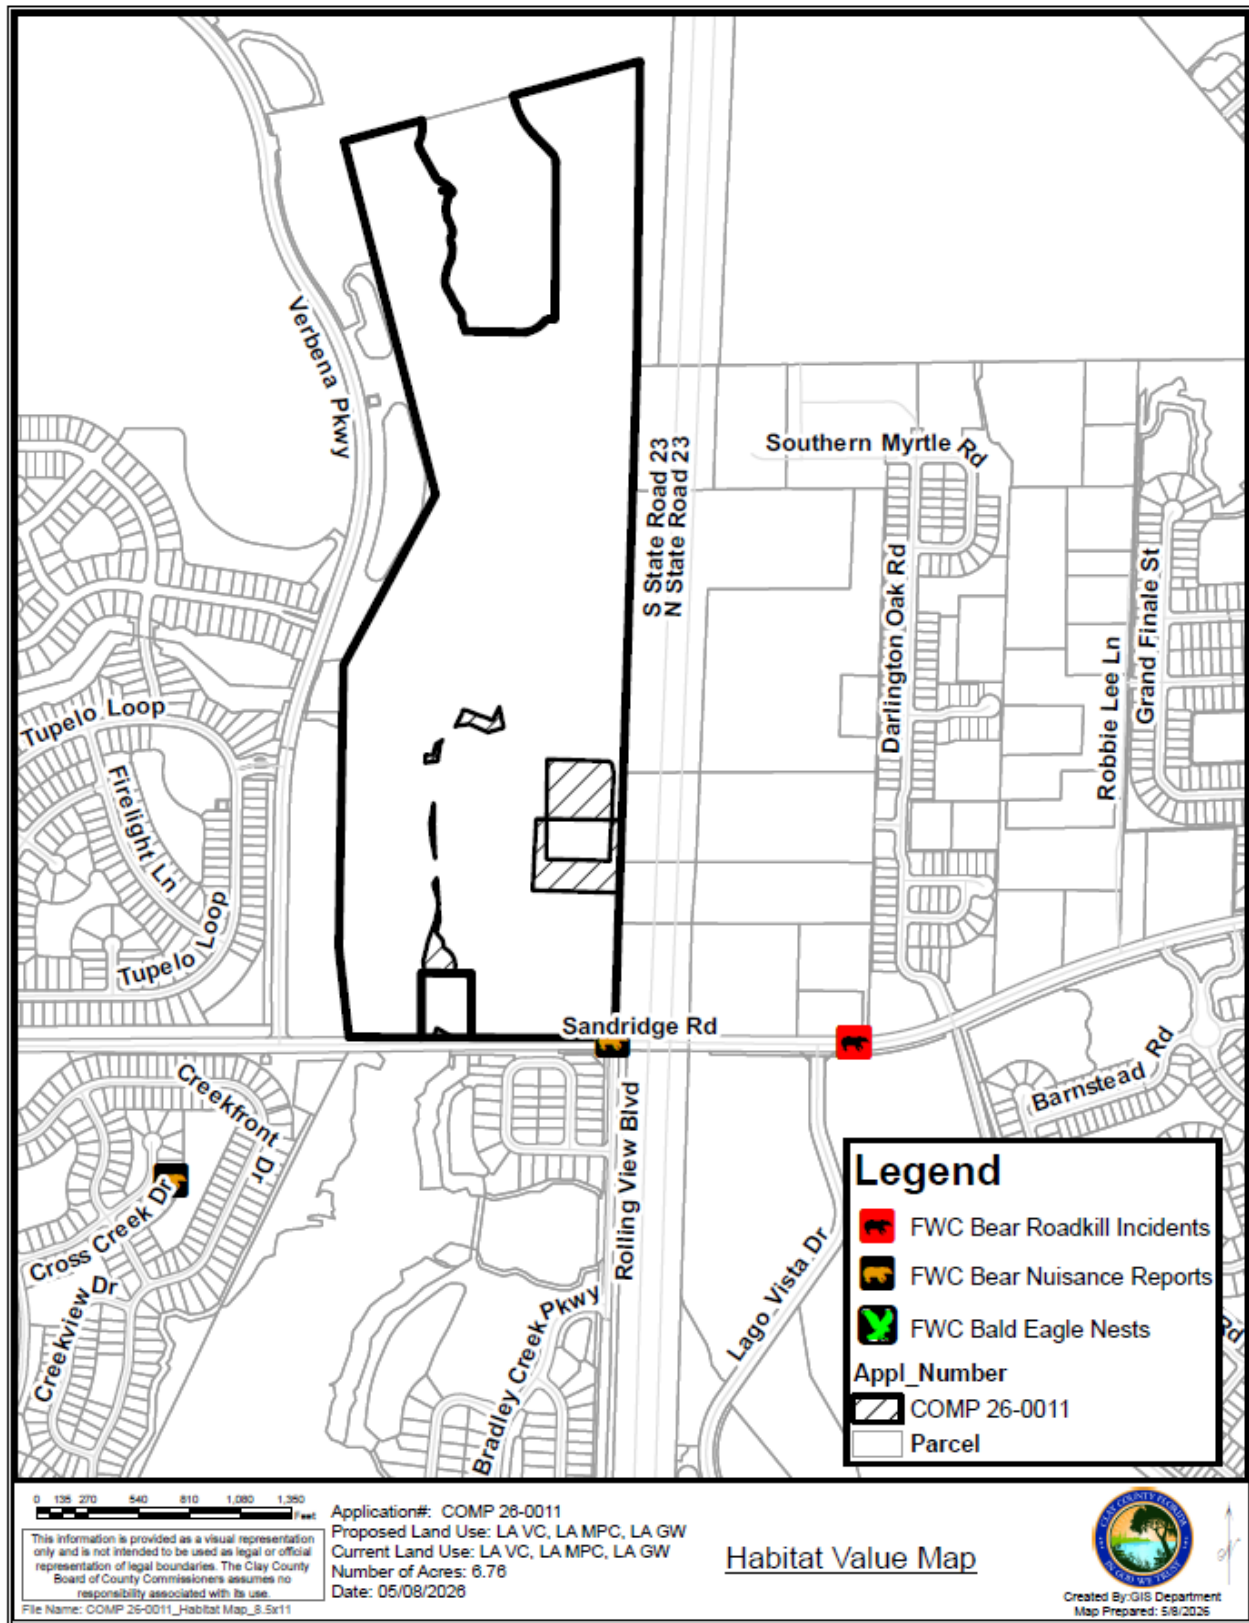 Verbena Pkwy
Southern Myrtle Rd
S State Road 23
N State Road 23
Darlington Oak Rd
Grand Finale St
Robbie Lee Ln
Tupelo Loop
Firelight Ln
Tupelo Loop
Sandridge Rd
Creekfront Dr
Barnstead Rd
Cross Creek Dr
Rolling View Blvd
Creekview Dr
Bradley Creek Pkwy
Lago Vista Dr
Rd
Legend
FWC Bear Roadkill Incidents
FWC Bear Nuisance Reports
FWC Bald Eagle Nests
Appl_Number
COMP 26-0011
Parcel
0 135 270 540 810 1,080 1,350
Feet
This information is provided as a visual representation
only and is not intended to be used as legal or official
representation of legal boundaries. The Clay County
Board of County Commissioners assumes no
responsibility associated with its use.
File Name: COMP 26-0011_Habitat Map_8.5x11
Application#: COMP 26-0011
Proposed Land Use: LA VC, LA MPC, LA GW
Current Land Use: LA VC, LA MPC, LA GW
Number of Acres: 6.76
Date: 05/08/2026
Habitat Value Map
CLAY COUNTY FLORIDA
IN GOD WE TRUST
Created By:GIS Department
Map Prepared: 5/8/2026